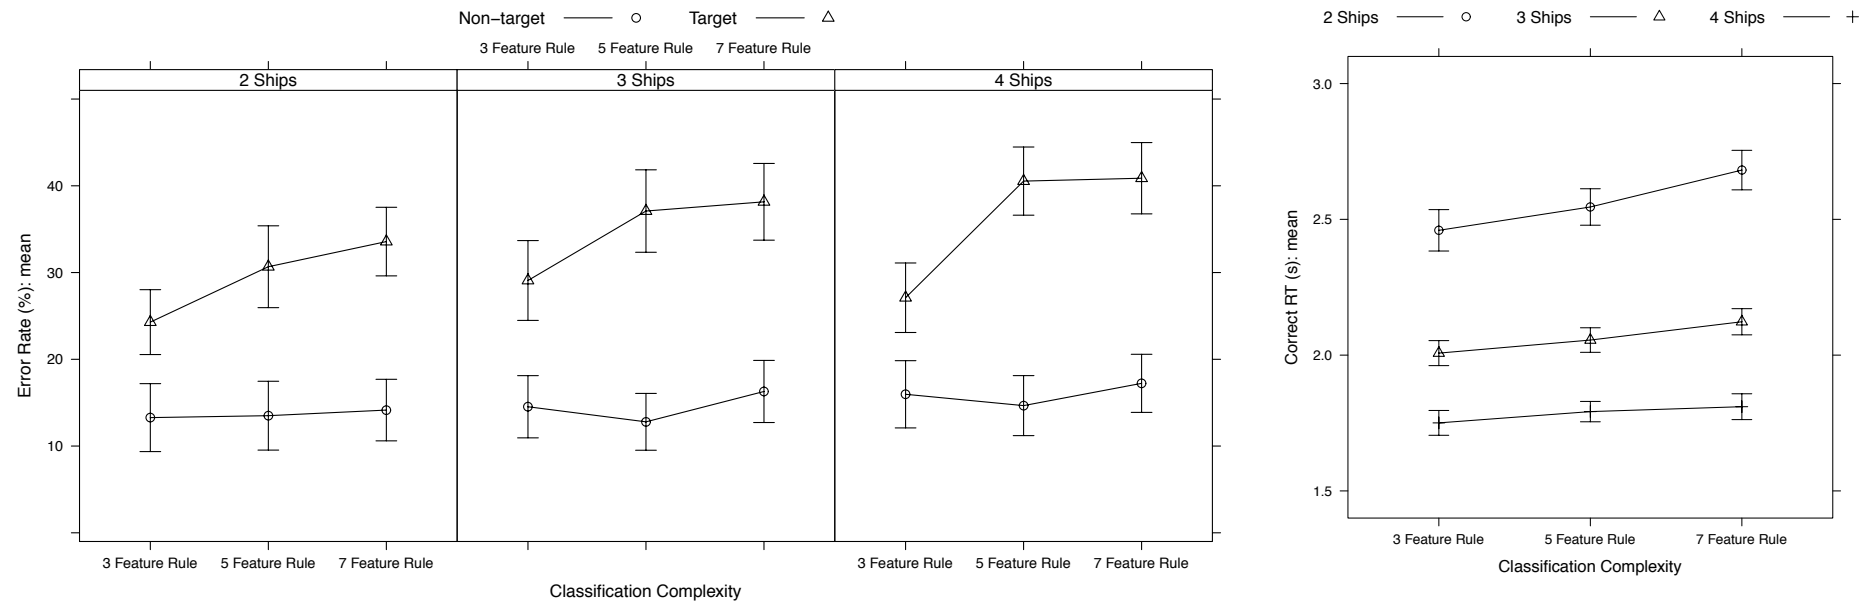 Non−target Target
3 Feature Rule 5 Feature Rule 7 Feature Rule
2 Ships 3 Ships 4 Ships
40
30
20
10
Error Rate (%): mean
3 Feature Rule 5 Feature Rule 7 Feature Rule 3 Feature Rule 5 Feature Rule 7 Feature Rule
Classification Complexity
2 Ships 3 Ships 4 Ships
3.0
2.5
2.0
1.5
Correct RT (s): mean
3 Feature Rule 5 Feature Rule 7 Feature Rule
Classification Complexity